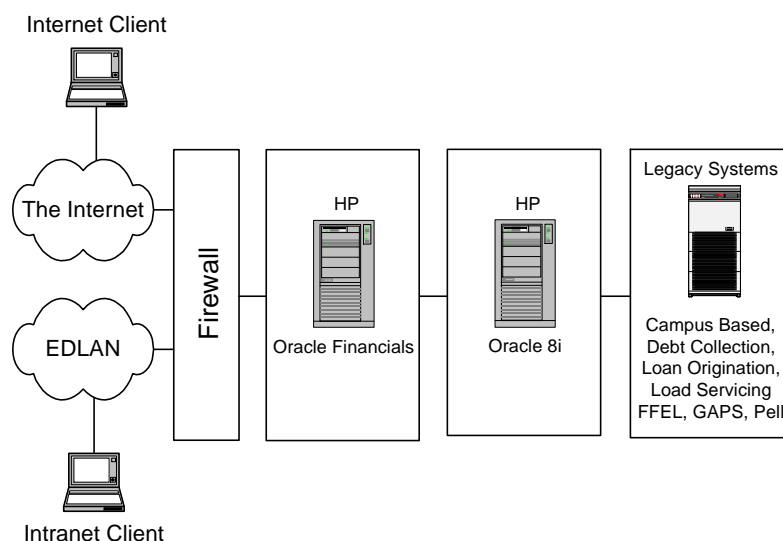 Internet Client
The Internet
EDLAN
Intranet Client
Firewall
HP
Oracle Financials
HP
Oracle 8i
Legacy Systems
Campus Based,
Debt Collection,
Loan Origination,
Load Servicing
FFEL, GAPS, Pell